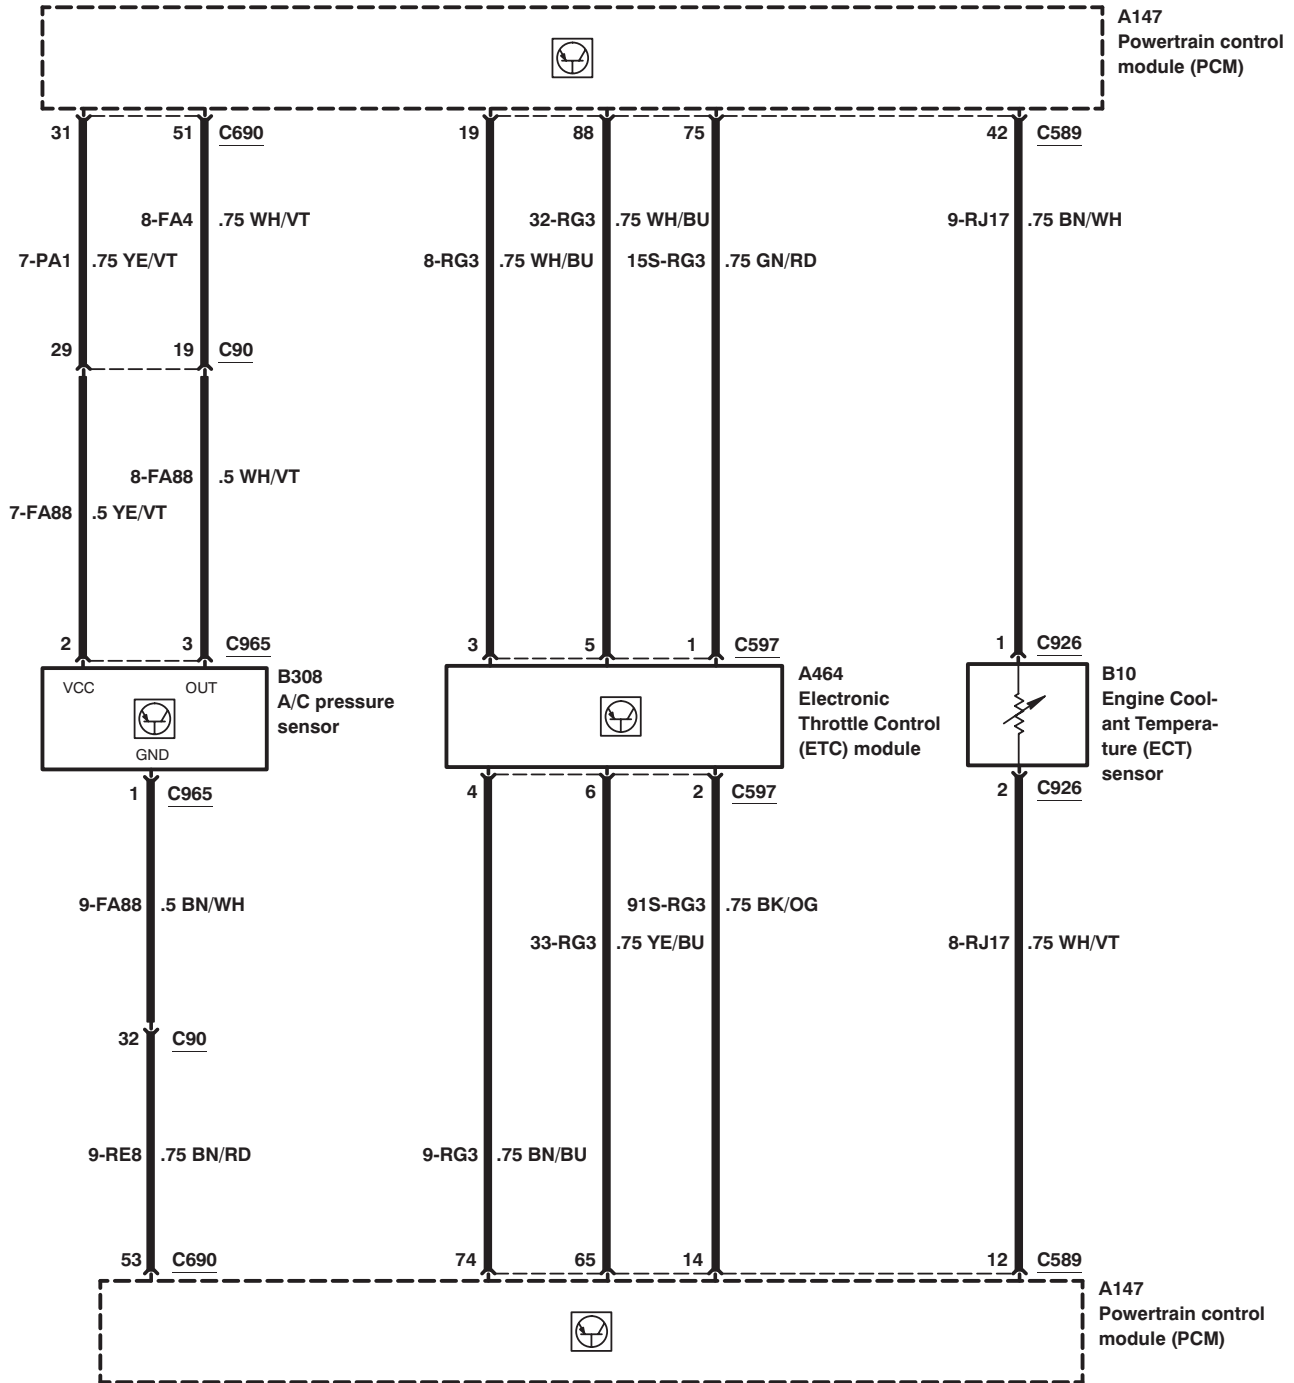 A147
Powertrain control
module (PCM)
31 51 C690 19 88 75 42 C589
8-FA4 .75 WH/VT 32-RG3 .75 WH/BU 9-RJ17 .75 BN/WH
7-PA1 .75 YE/VT 8-RG3 .75 WH/BU 15S-RG3 .75 GN/RD
29 19 C90
8-FA88 .5 WH/VT
7-FA88 .5 YE/VT
2 3 C965 3 5 1 C597 1 C926
VCC OUT
GND
B308
A/C pressure
sensor
A464
Electronic
Throttle Control
(ETC) module
B10
Engine Cool-
ant Tempera-
ture (ECT)
sensor
1 C965 4 6 2 C597 2 C926
9-FA88 .5 BN/WH 91S-RG3 .75 BK/OG
33-RG3 .75 YE/BU 8-RJ17 .75 WH/VT
32 C90
9-RE8 .75 BN/RD 9-RG3 .75 BN/BU
53 C690 74 65 14 12 C589
A147
Powertrain control
module (PCM)